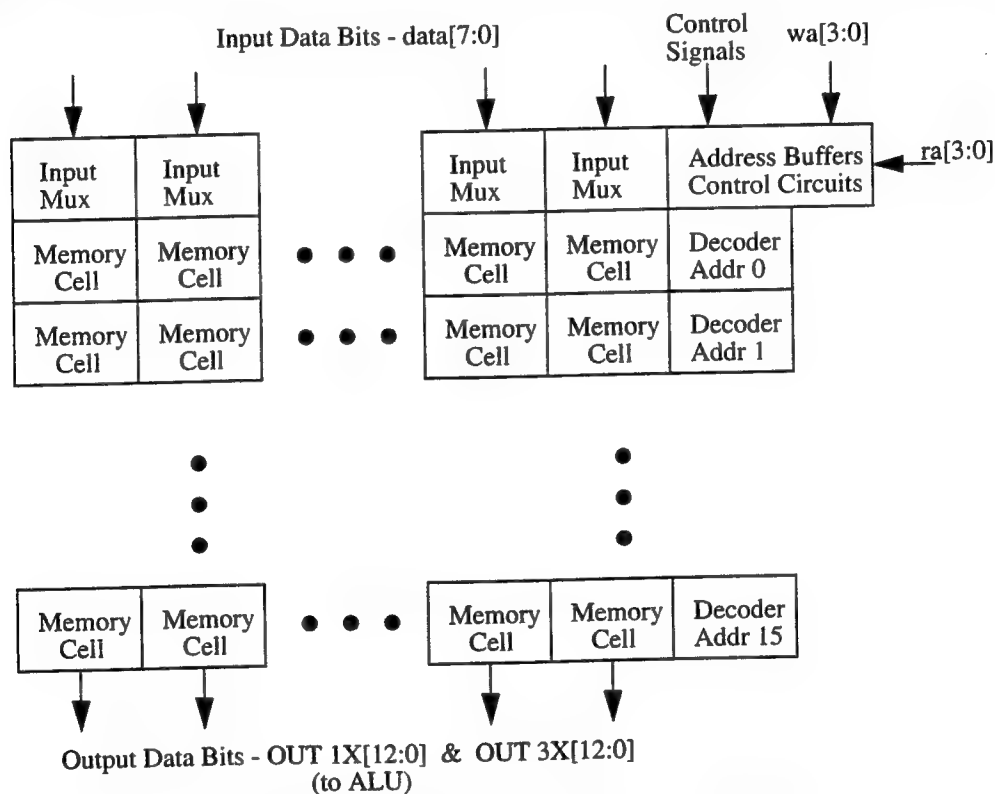 Input Data Bits - data[7:0]
Control
Signals
wa[3:0]
Input
Mux
Input
Mux
Input
Mux
Input
Mux
Address Buffers
Control Circuits
ra[3:0]
Memory
Cell
Memory
Cell
Memory
Cell
Memory
Cell
Decoder
Addr 0
Memory
Cell
Memory
Cell
Memory
Cell
Memory
Cell
Decoder
Addr 1
Memory
Cell
Memory
Cell
Memory
Cell
Memory
Cell
Decoder
Addr 15
Output Data Bits - OUT 1X[12:0] & OUT 3X[12:0]
(to ALU)